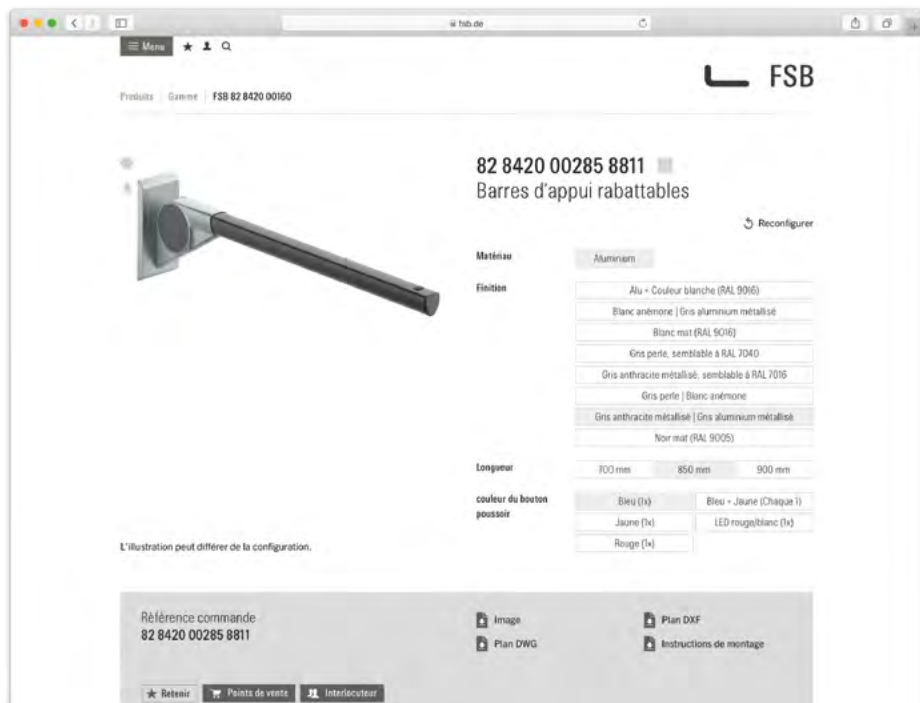 fsb.de
Menu
FSB
Produits | Gamme | FSB 82 8420 00160
82 8420 00285 8811
Barres d'appui rabattables
Reconfigurer
Matériau
Aluminium
Finition
Alu + Couleur blanche (RAL 9016)
Blanc anémone | Gris aluminium métallisé
Blanc mat (RAL 9016)
Gris perle, semblable à RAL 7040
Gris anthracite métallisé, semblable à RAL 7016
Gris perle | Blanc anémone
Gris anthracite métallisé | Gris aluminium métallisé
Noir mat (RAL 9005)
Longueur
700 mm 850 mm 900 mm
couleur du bouton
poussoir
Bleu (1x) Bleu + Jaune (Chaque 1)
Jaune (1x) LED rouge/blanc (1x)
Rouge (1x)
L'illustration peut différer de la configuration.
Référence commande
82 8420 00285 8811
Image Plan DXF
Plan DWG Instructions de montage
Retenir Points de vente Interlocuteur